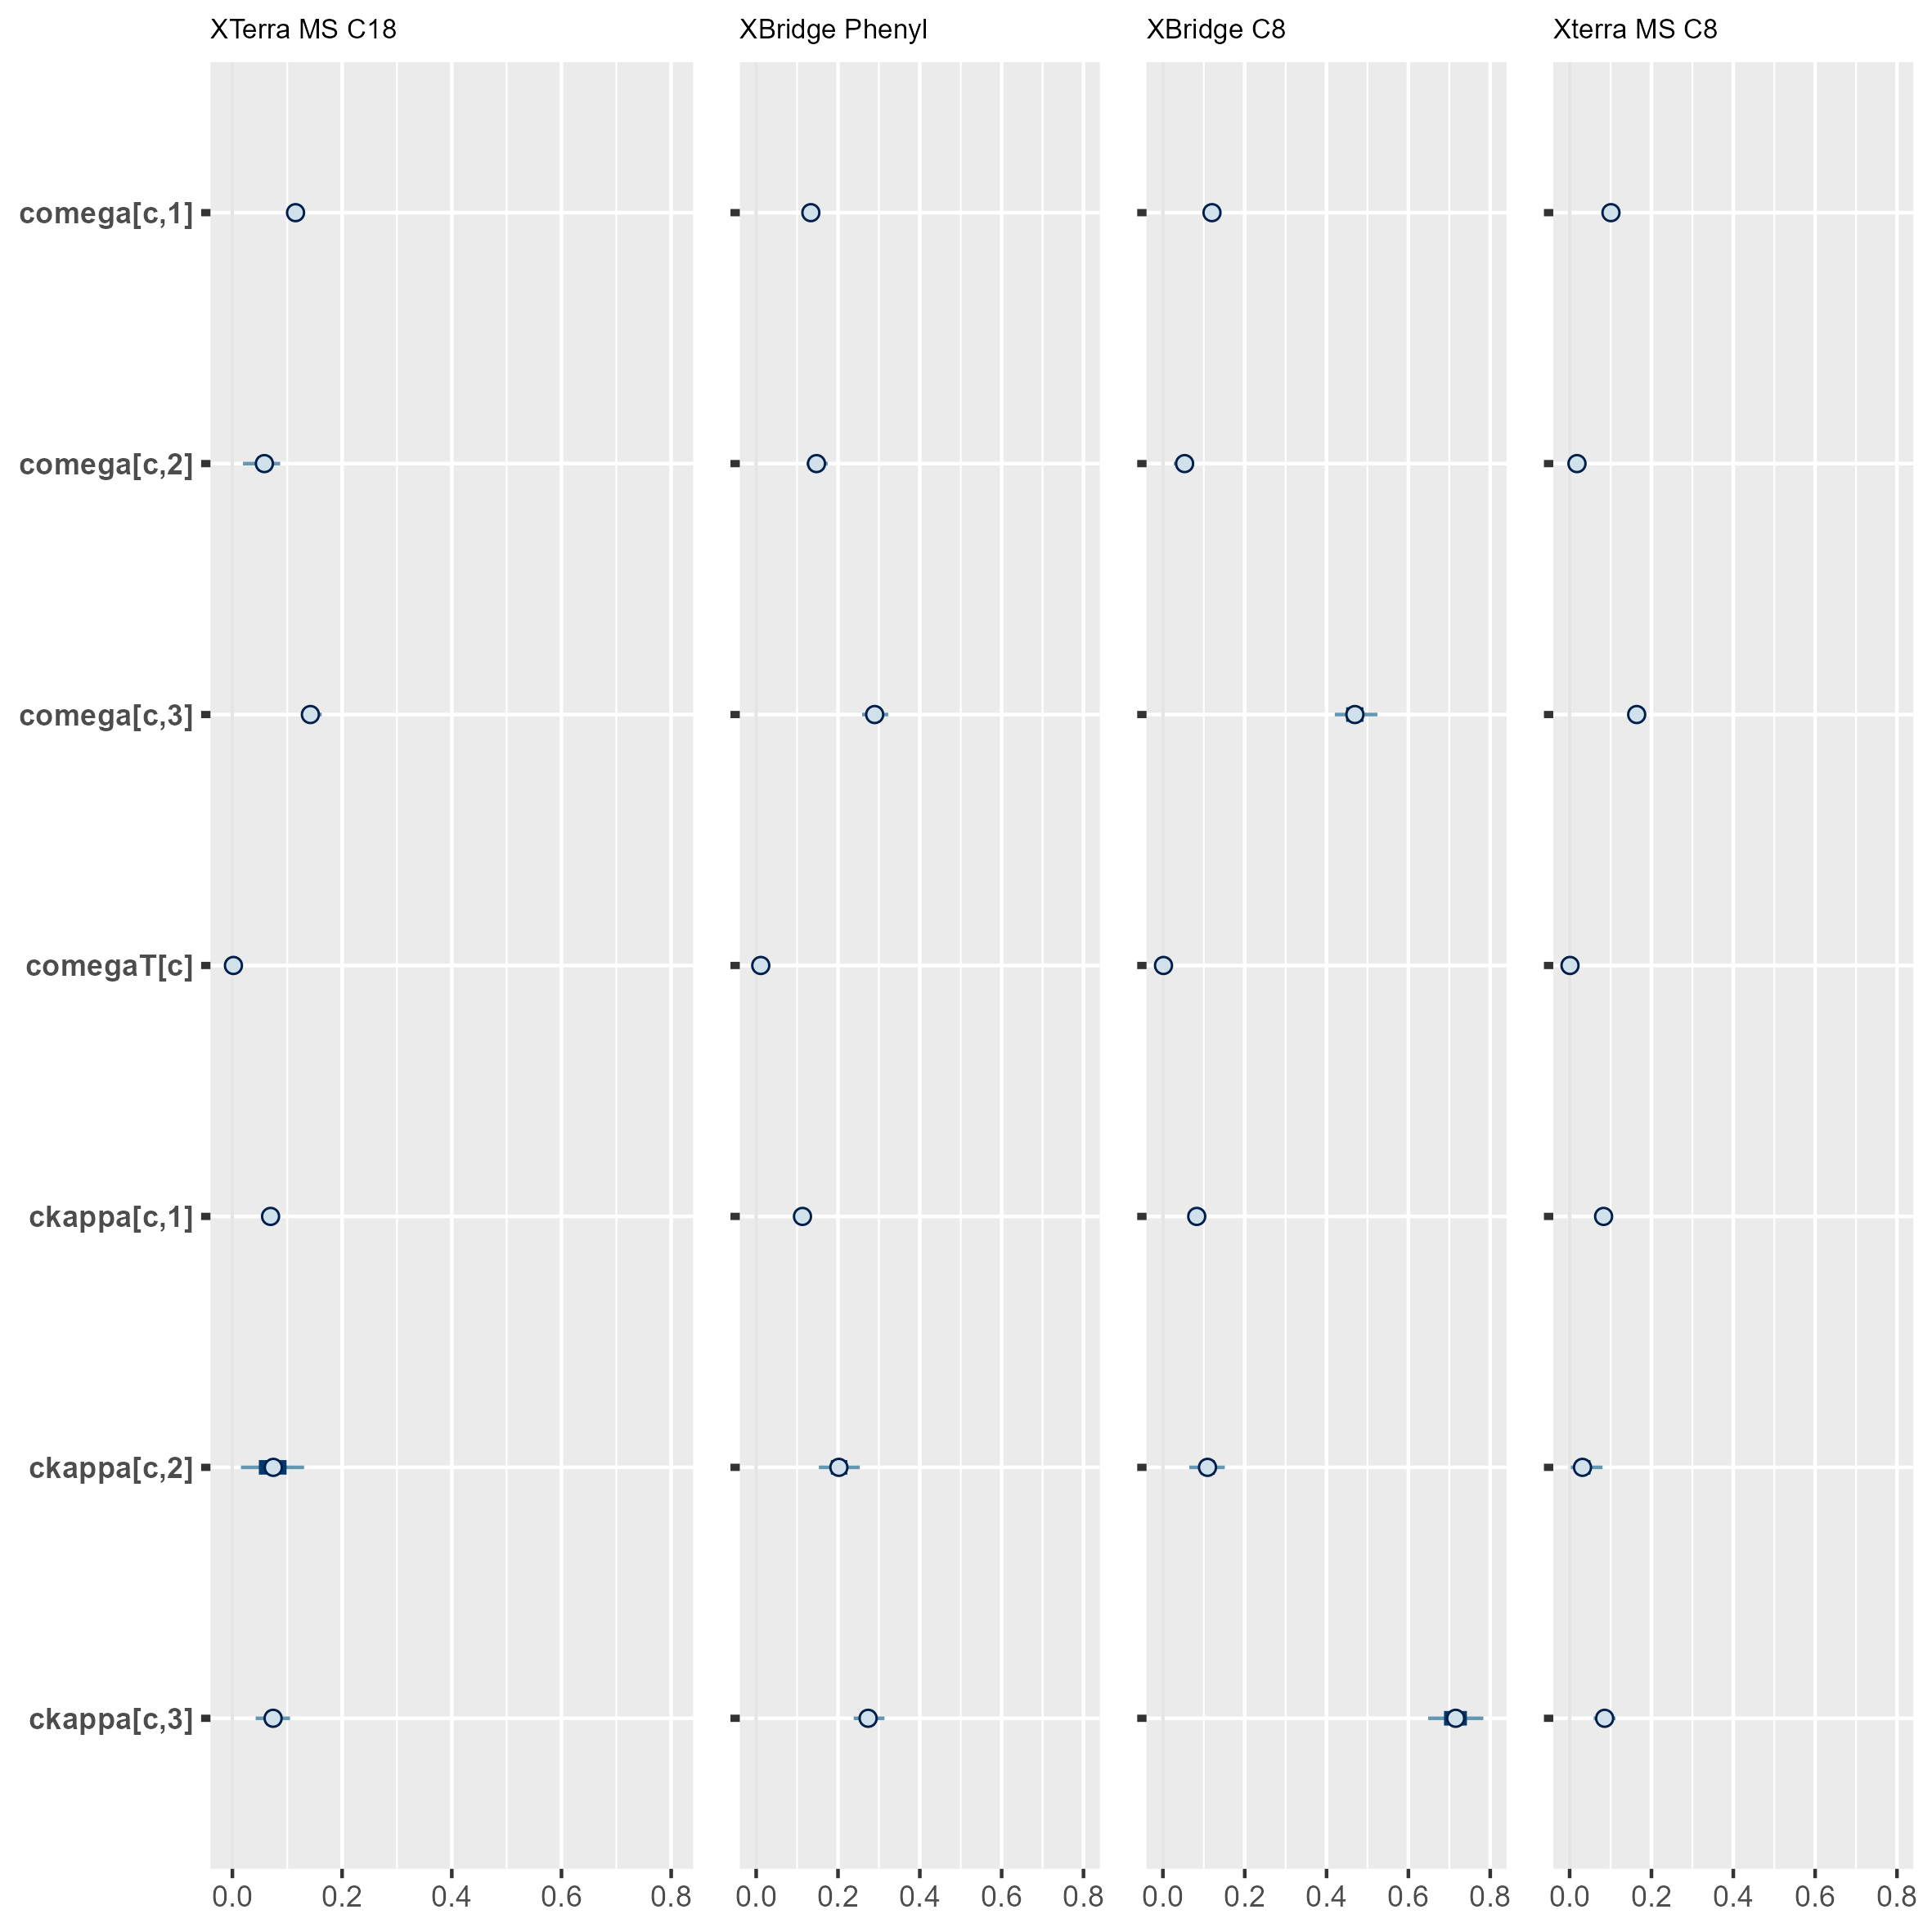 XTerra MS C18 XBridge Phenyl XBridge C8 Xterra MS C8
comega[c,1]
comega[c,2]
comega[c,3]
comegaT[c]
ckappa[c,1]
ckappa[c,2]
ckappa[c,3]
0.0 0.2 0.4 0.6 0.8 0.0 0.2 0.4 0.6 0.8 0.0 0.2 0.4 0.6 0.8 0.0 0.2 0.4 0.6 0.8